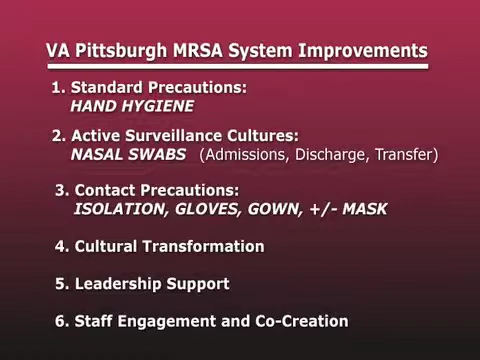 VA Pittsburgh MRSA System Improvements
1. Standard Precautions:
HAND HYGIENE
2. Active Surveillance Cultures:
NASAL SWABS (Admissions, Discharge, Transfer)
3. Contact Precautions:
ISOLATION, GLOVES, GOWN, +/- MASK
4. Cultural Transformation
5. Leadership Support
6. Staff Engagement and Co-Creation